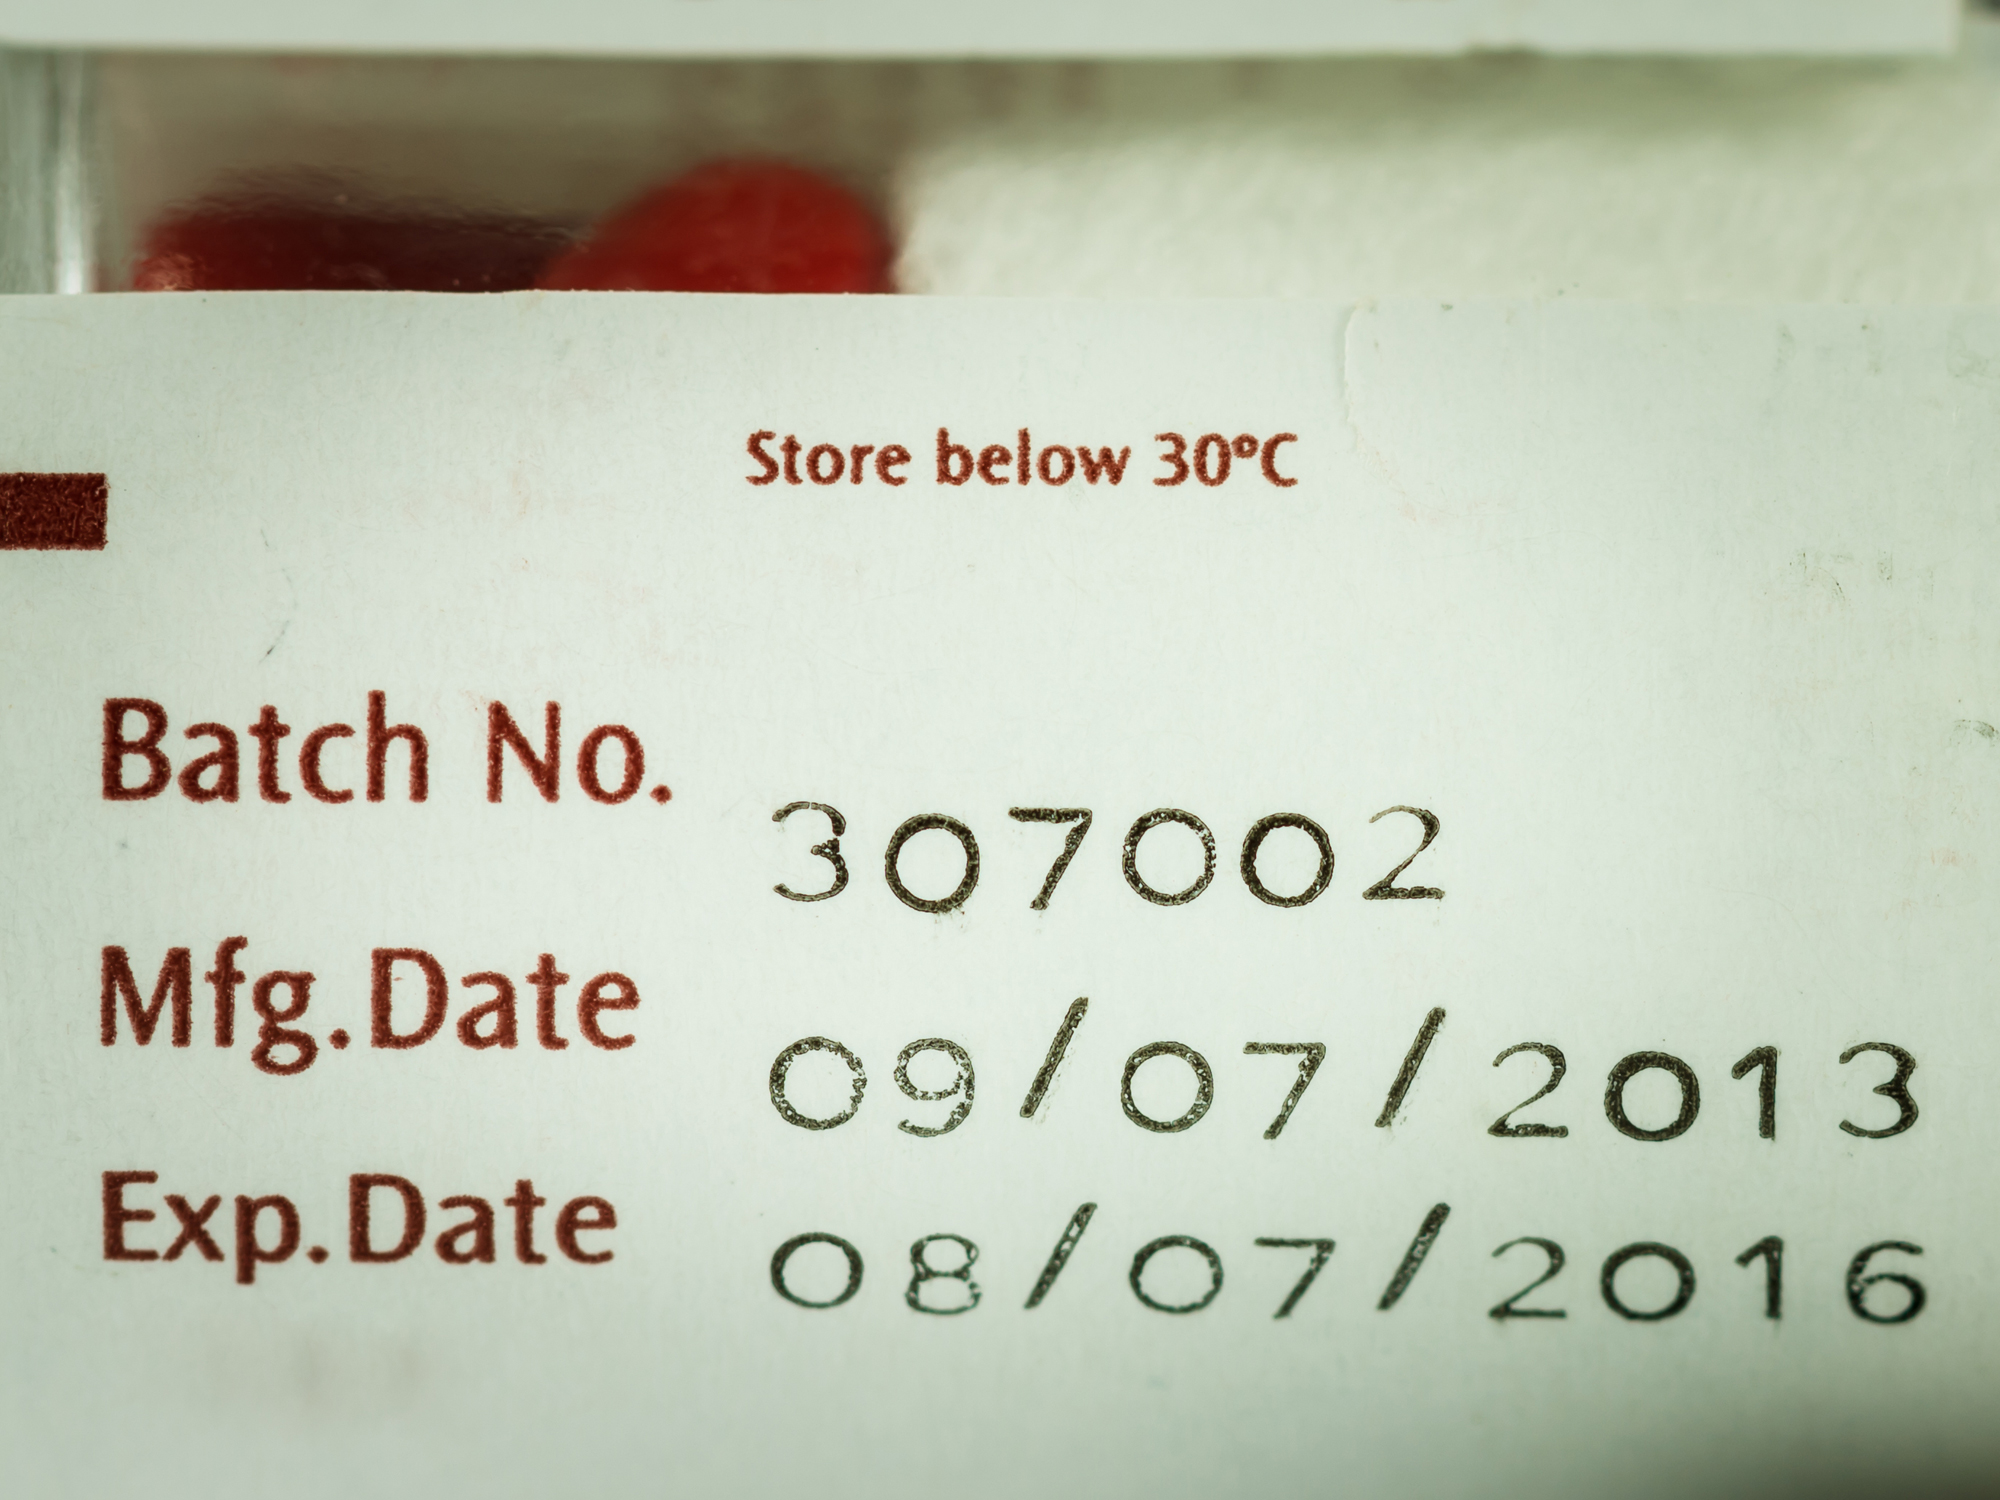 Store below 30°C
Batch No. 307002
Mfg.Date 09/07/2013
Exp.Date 08/07/2016